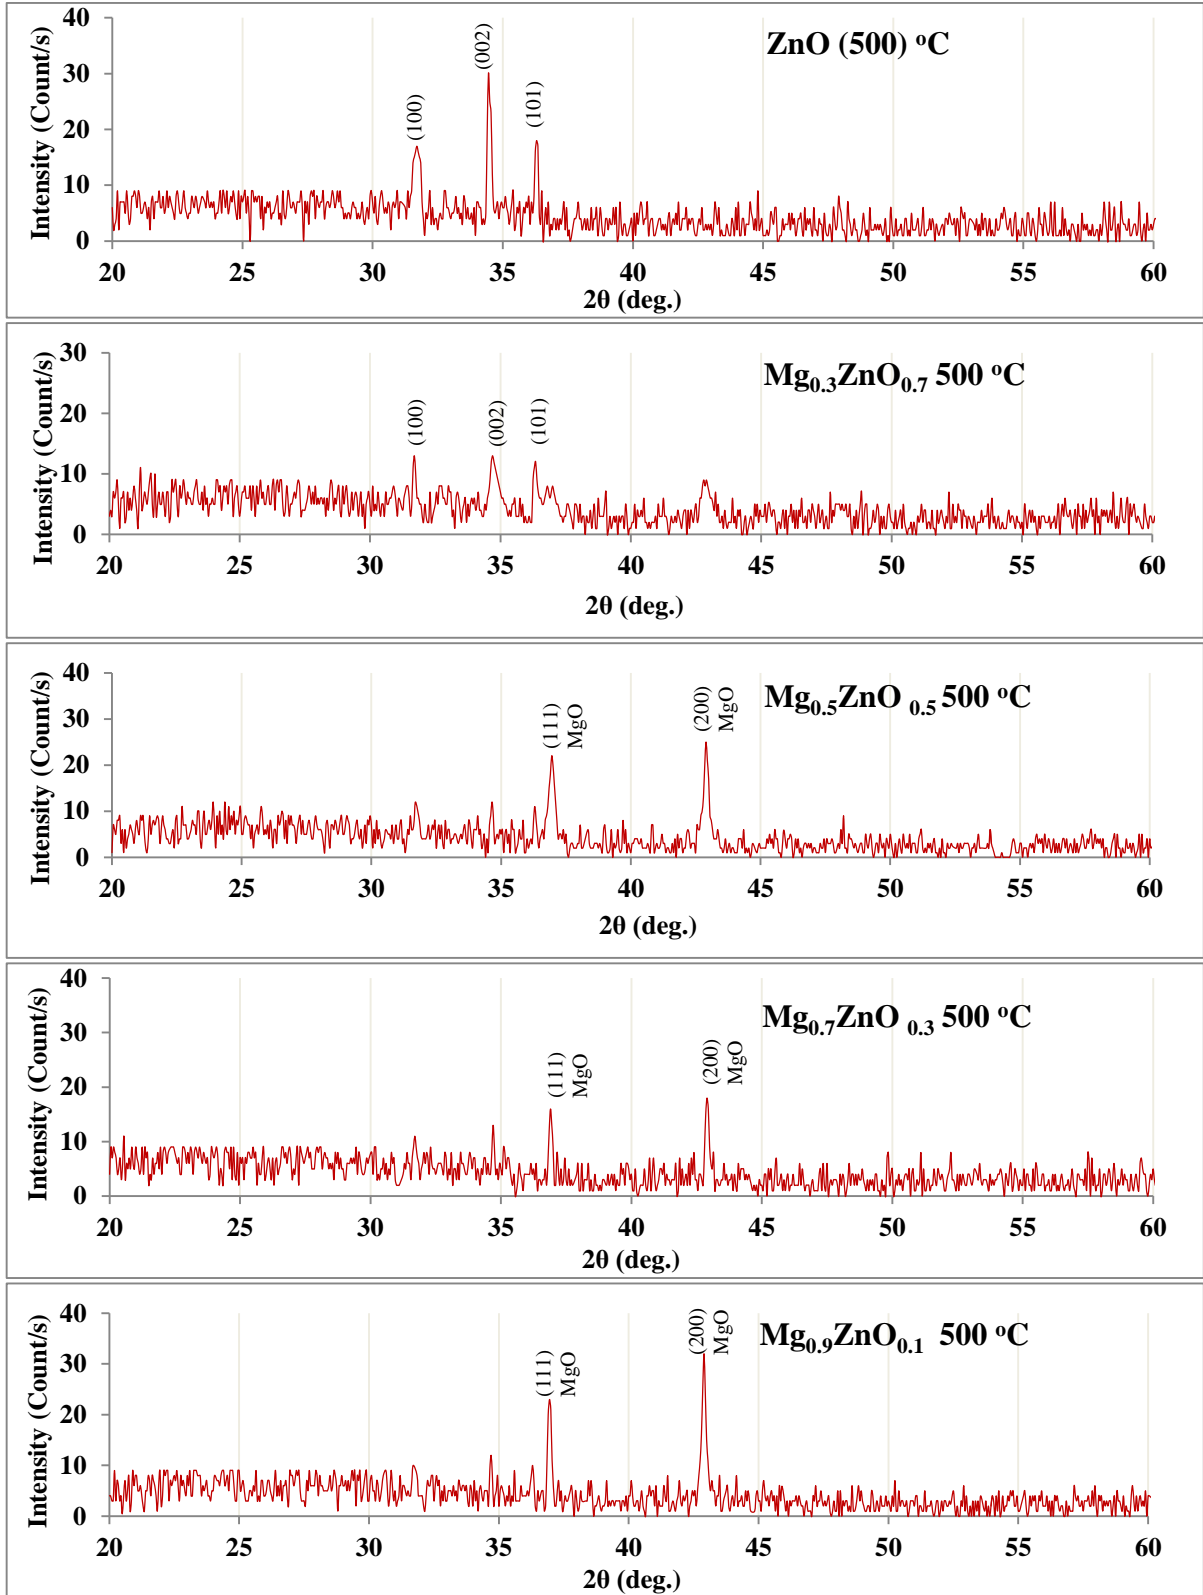 Intensity (Count/s)
40
30
20
10
0
(100)
(002)
(101)
ZnO (500) ºC
20 25 30 35 40 45 50 55 60
2θ (deg.)
Intensity (Count/s)
30
20
10
0
(100)
(002)
(101)
Mg0.3ZnO0.7 500 ºC
20 25 30 35 40 45 50 55 60
2θ (deg.)
Intensity (Count/s)
40
30
20
10
0
(111)
MgO
(200)
MgO
Mg0.5ZnO 0.5 500 ºC
20 25 30 35 40 45 50 55 60
2θ (deg.)
Intensity (Count/s)
40
30
20
10
0
(111)
MgO
(200)
MgO
Mg0.7ZnO 0.3 500 ºC
20 25 30 35 40 45 50 55 60
2θ (deg.)
Intensity (Count/s)
40
30
20
10
0
(111)
MgO
(200)
MgO
Mg0.9ZnO0.1 500 ºC
20 25 30 35 40 45 50 55 60
2θ (deg.)